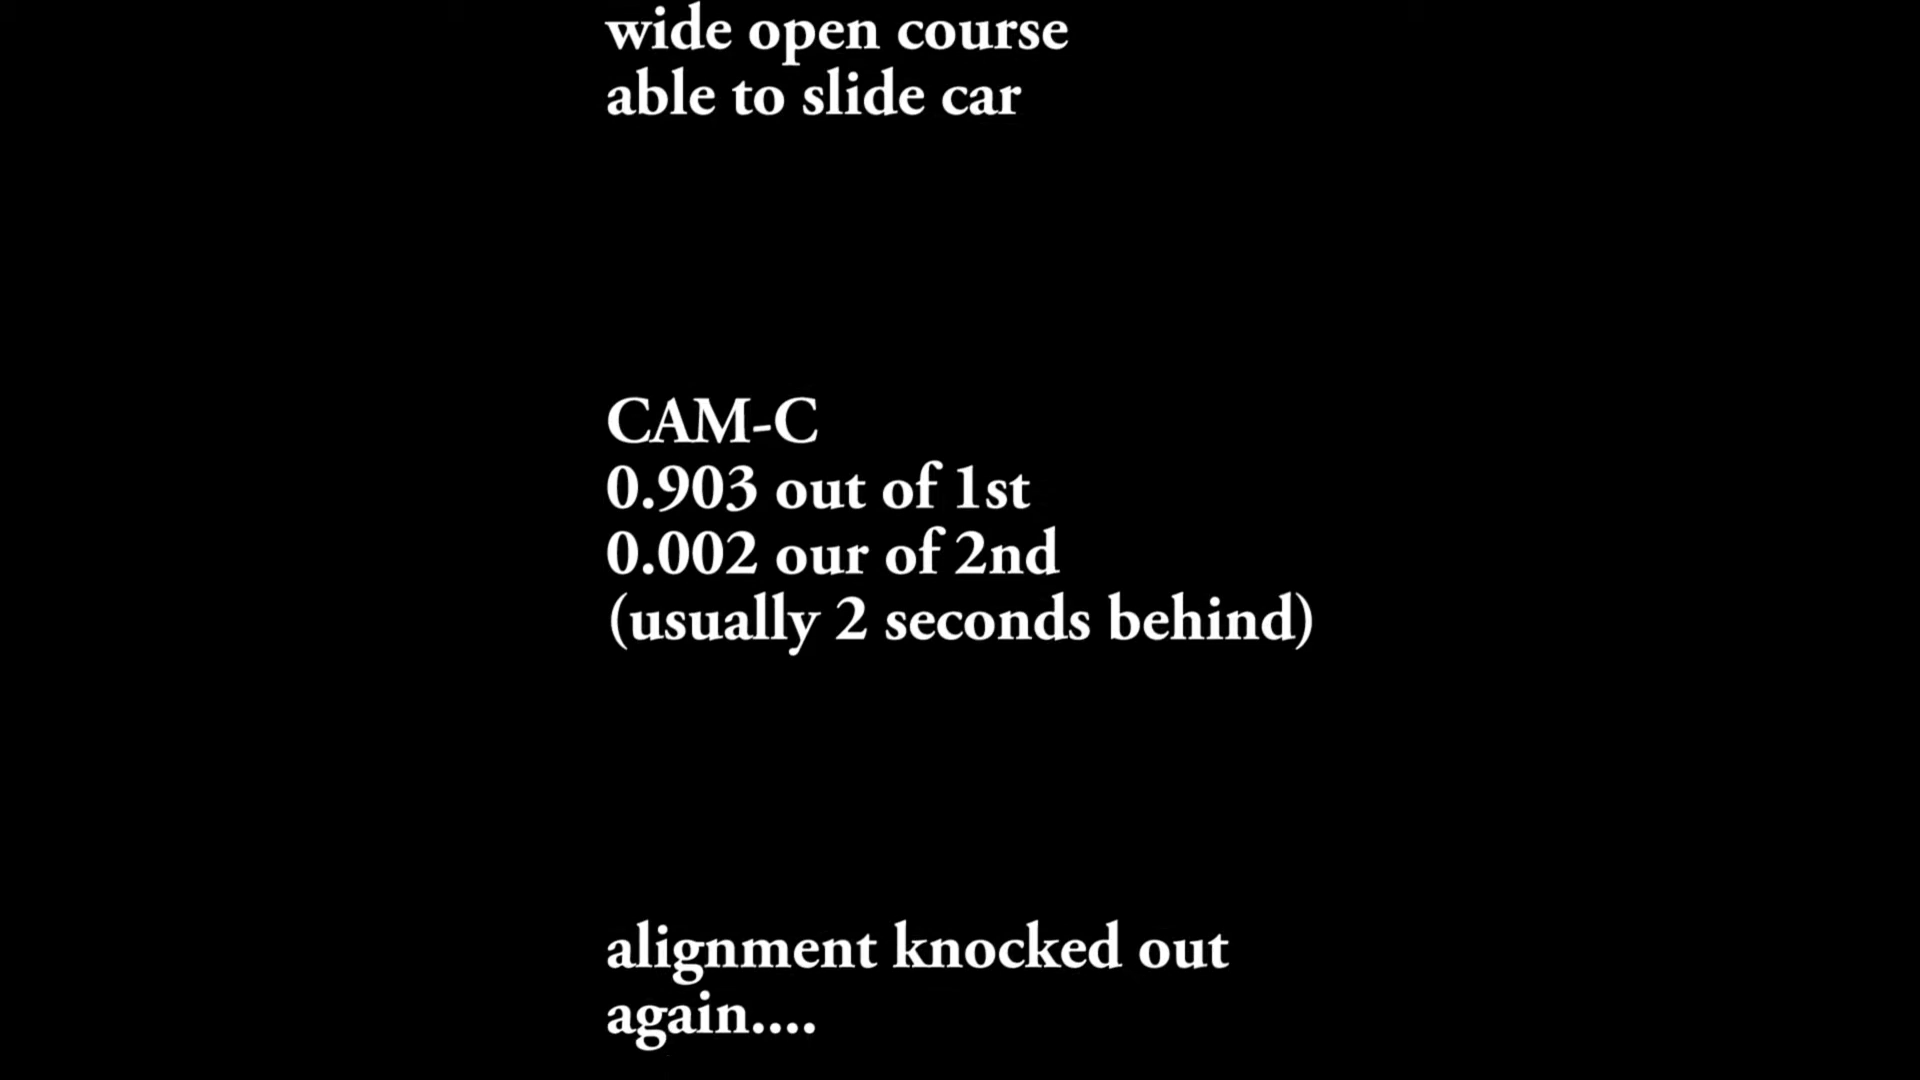 wide open course
able to slide car
CAM-C
0.903 out of 1st
0.002 our of 2nd
(usually 2 seconds behind)
alignment knocked out
again....